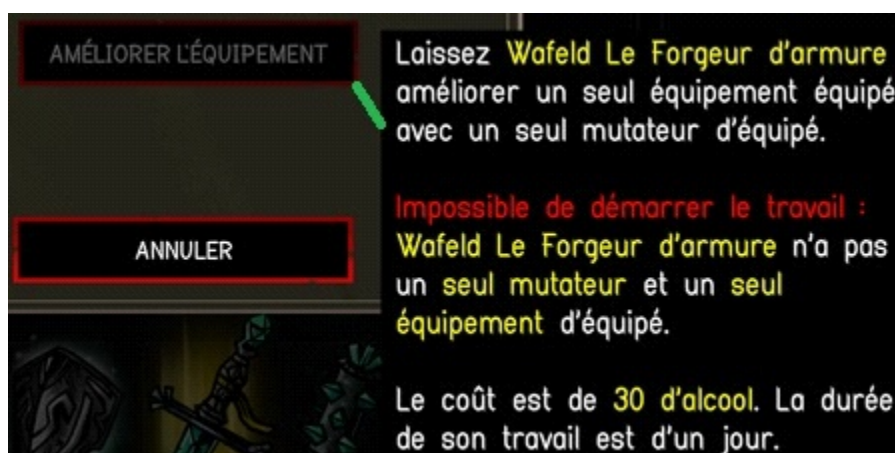 AMÉLIORER L'ÉQUIPEMENT
ANNULER
Laissez Wafeld Le Forgeur d'armure
améliorer un seul équipement équipé
avec un seul mutateur d'équipé.
Impossible de démarrer le travail :
Wafeld Le Forgeur d'armure n'a pas
un seul mutateur et un seul
équipement d'équipé.
Le coût est de 30 d'alcool. La durée
de son travail est d'un jour.